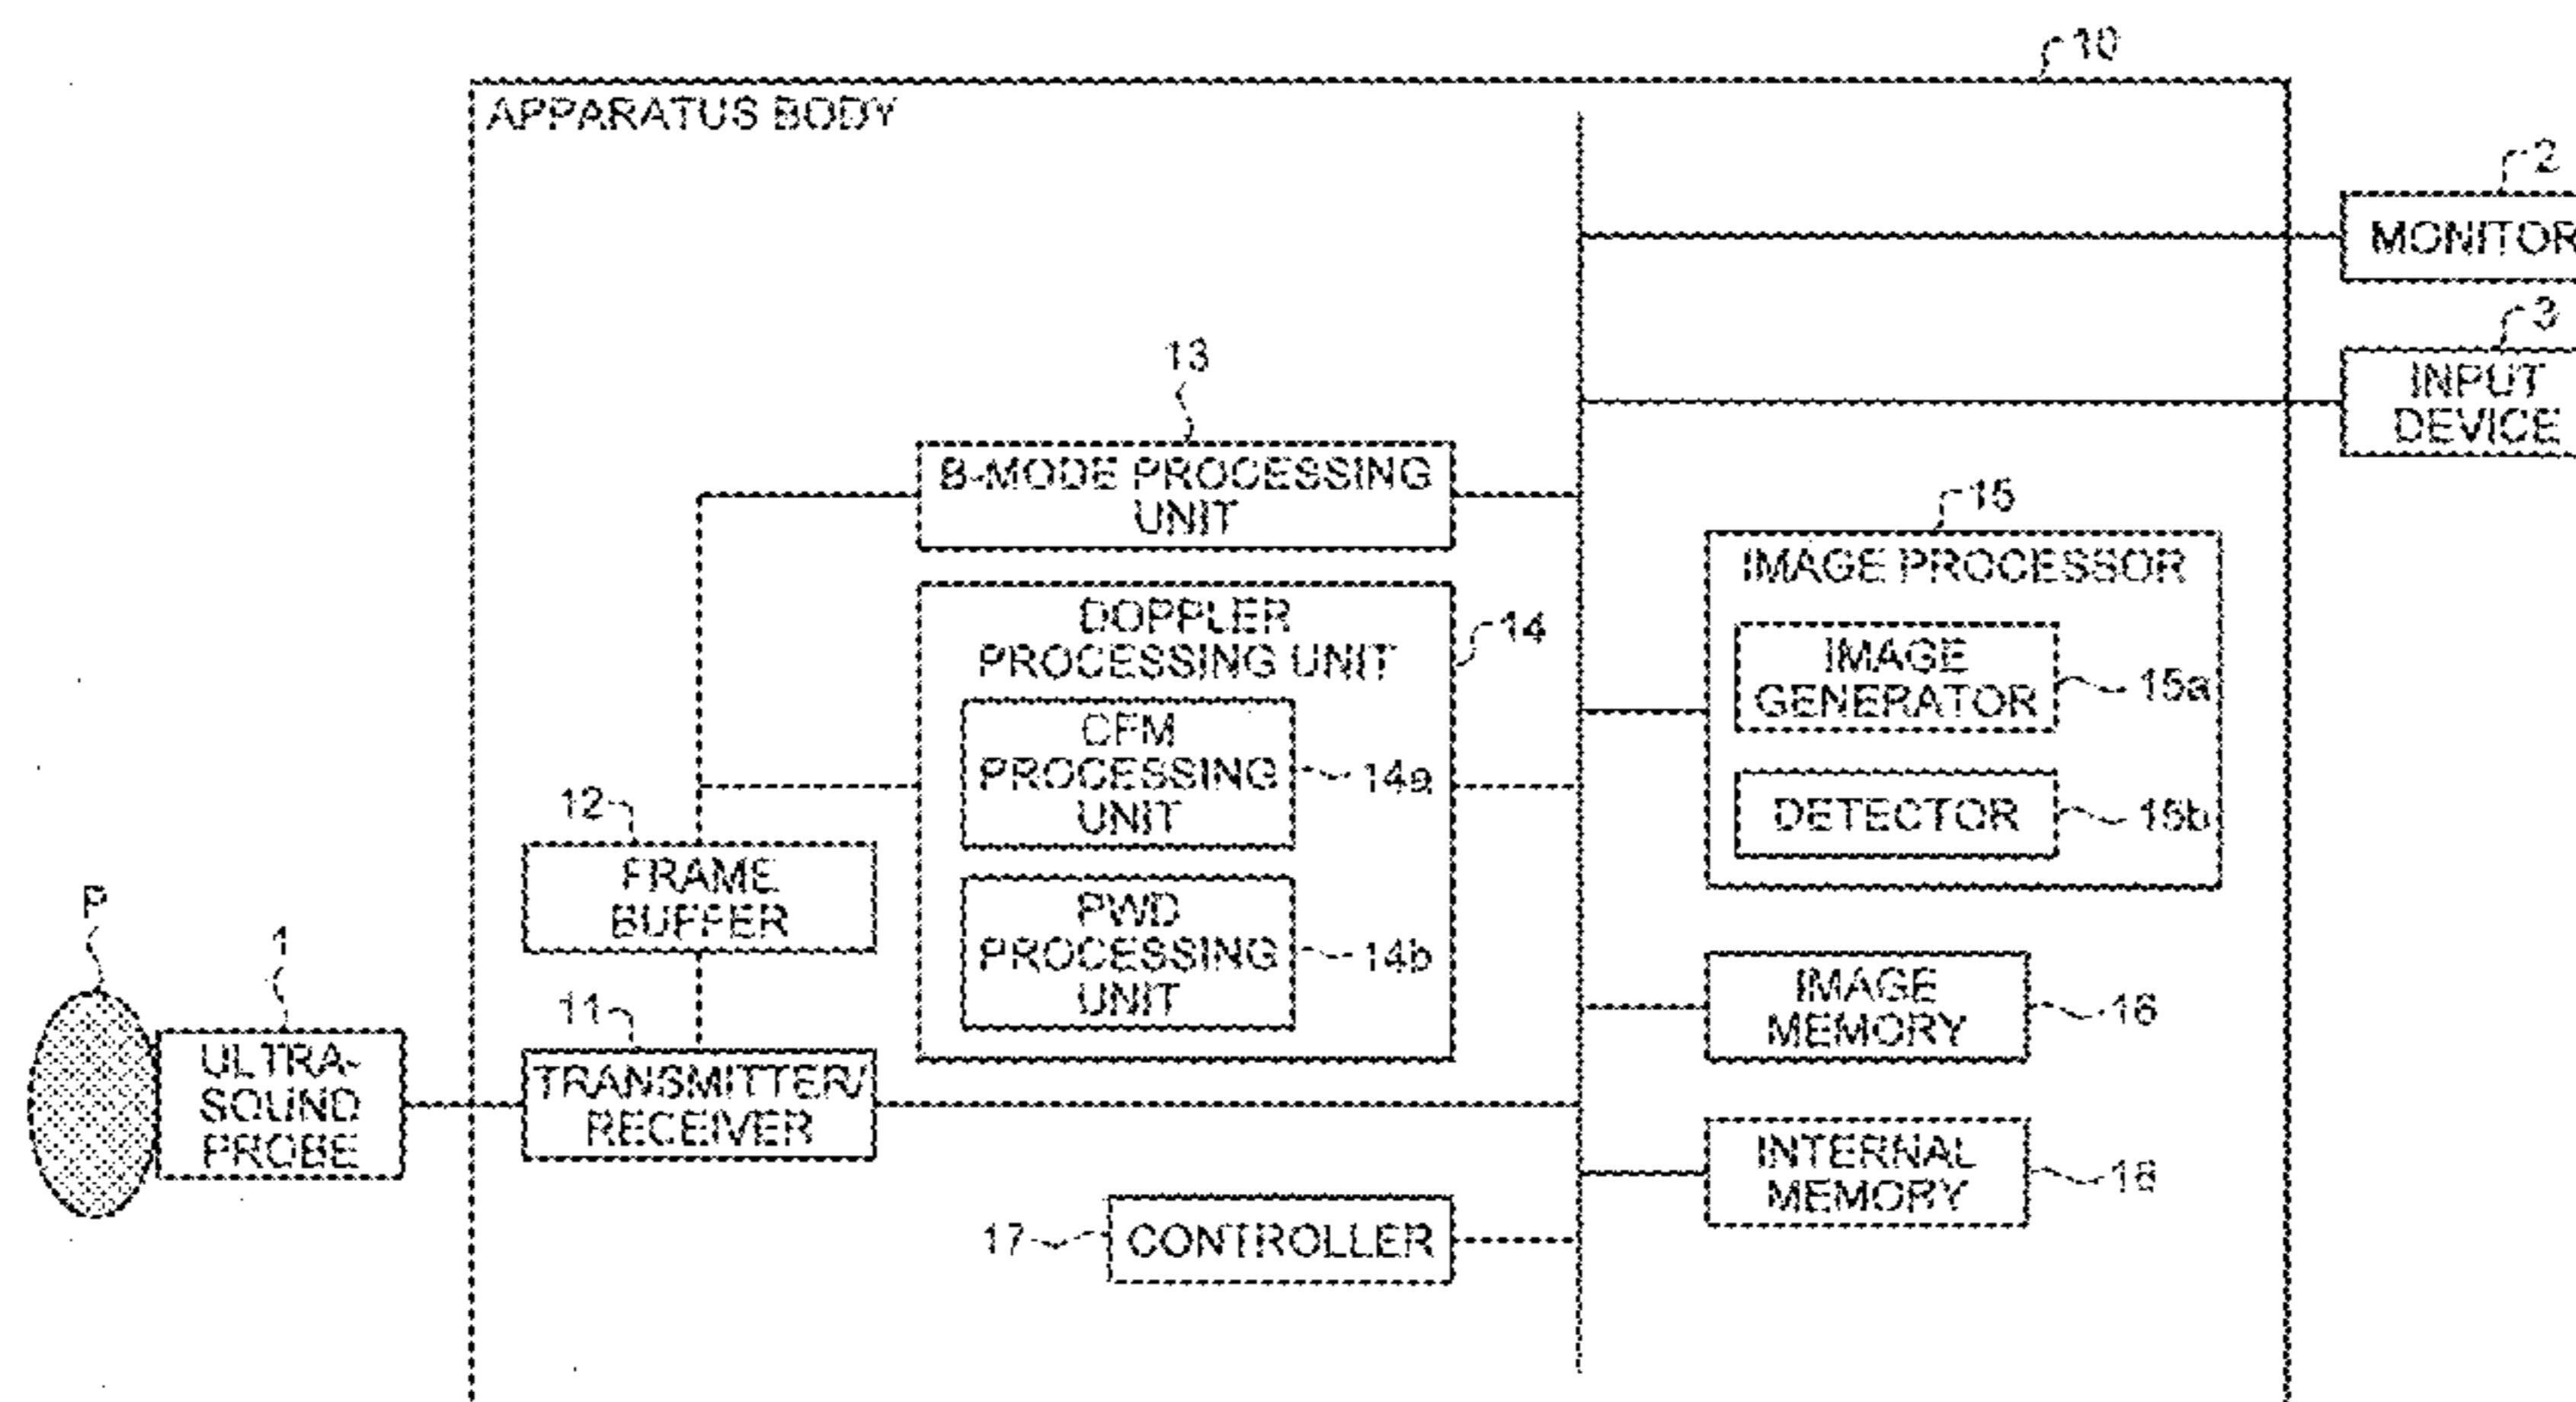 10
APPARATUS BODY
2
MONITOR
3
INPUT
DEVICE
13
B-MODE PROCESSING
UNIT
15
IMAGE PROCESSOR
IMAGE
GENERATOR
15a
DETECTOR
15b
DOPPLER
PROCESSING UNIT
14
CFM
PROCESSING
UNIT
14a
PWD
PROCESSING
UNIT
14b
12
FRAME
BUFFER
P
1
ULTRA-
SOUND
PROBE
11
TRANSMITTER/
RECEIVER
IMAGE
MEMORY
16
INTERNAL
MEMORY
17
CONTROLLER